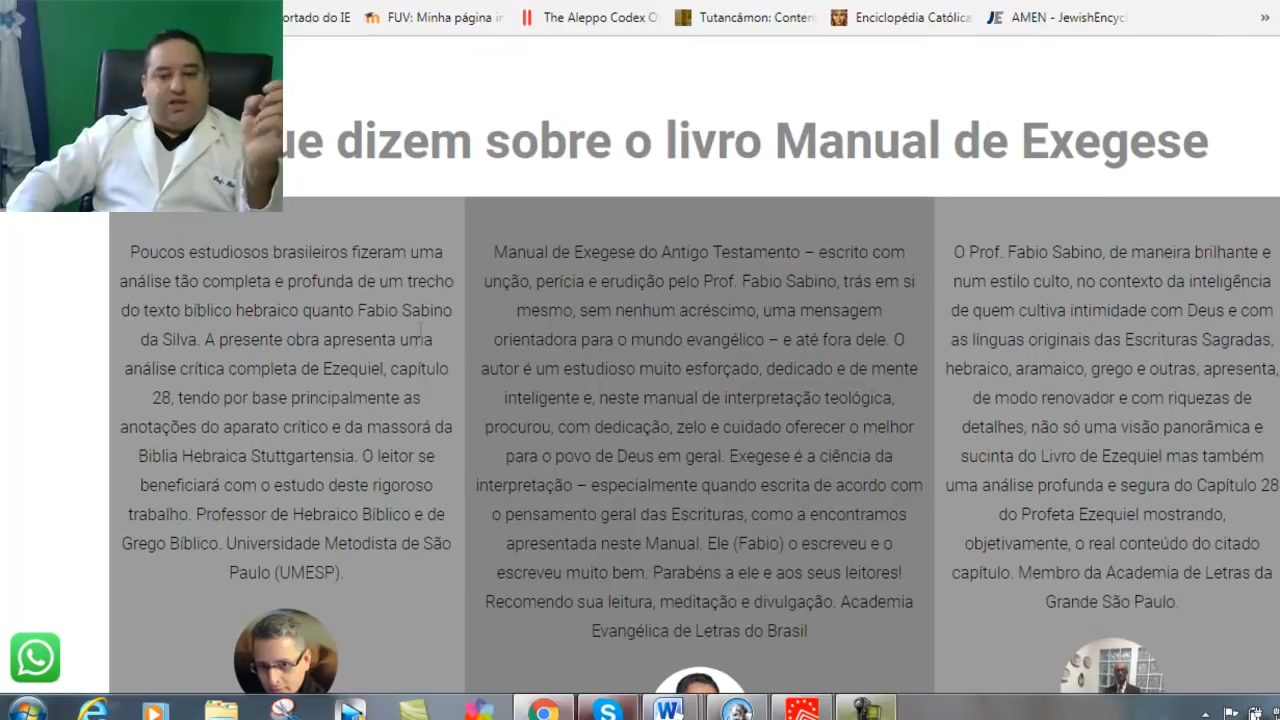 ortado do IE
FUV: Minha página in
The Aleppo Codex O
Tutancâmon: Conten
Enciclopédia Católica
JE AMEN - JewishEncycl
»
ue dizem sobre o livro Manual de Exegese
Poucos estudiosos brasileiros fizeram uma
análise tão completa e profunda de um trecho
do texto bíblico hebraico quanto Fabio Sabino
da Silva. A presente obra apresenta uma
análise crítica completa de Ezequiel, capítulo
28, tendo por base principalmente as
anotações do aparato crítico e da massorá da
Biblia Hebraica Stuttgartensia. O leitor se
beneficiará com o estudo deste rigoroso
trabalho. Professor de Hebraico Bíblico e de
Grego Bíblico. Universidade Metodista de São
Paulo (UMESP).
Manual de Exegese do Antigo Testamento – escrito com
unção, perícia e erudição pelo Prof. Fabio Sabino, trás em si
mesmo, sem nenhum acréscimo, uma mensagem
orientadora para o mundo evangélico – e até fora dele. O
autor é um estudioso muito esforçado, dedicado e de mente
inteligente e, neste manual de interpretação teológica,
procurou, com dedicação, zelo e cuidado oferecer o melhor
para o povo de Deus em geral. Exegese é a ciência da
interpretação – especialmente quando escrita de acordo com
o pensamento geral das Escrituras, como a encontramos
apresentada neste Manual. Ele (Fabio) o escreveu e o
escreveu muito bem. Parabéns a ele e aos seus leitores!
Recomendo sua leitura, meditação e divulgação. Academia
Evangélica de Letras do Brasil
O Prof. Fabio Sabino, de maneira brilhante e
num estilo culto, no contexto da inteligência
de quem cultiva intimidade com Deus e com
as línguas originais das Escrituras Sagradas,
hebraico, aramaico, grego e outras, apresenta,
de modo renovador e com riquezas de
detalhes, não só uma visão panorâmica e
sucinta do Livro de Ezequiel mas também
uma análise profunda e segura do Capítulo 28
do Profeta Ezequiel mostrando,
objetivamente, o real conteúdo do citado
capítulo. Membro da Academia de Letras da
Grande São Paulo.